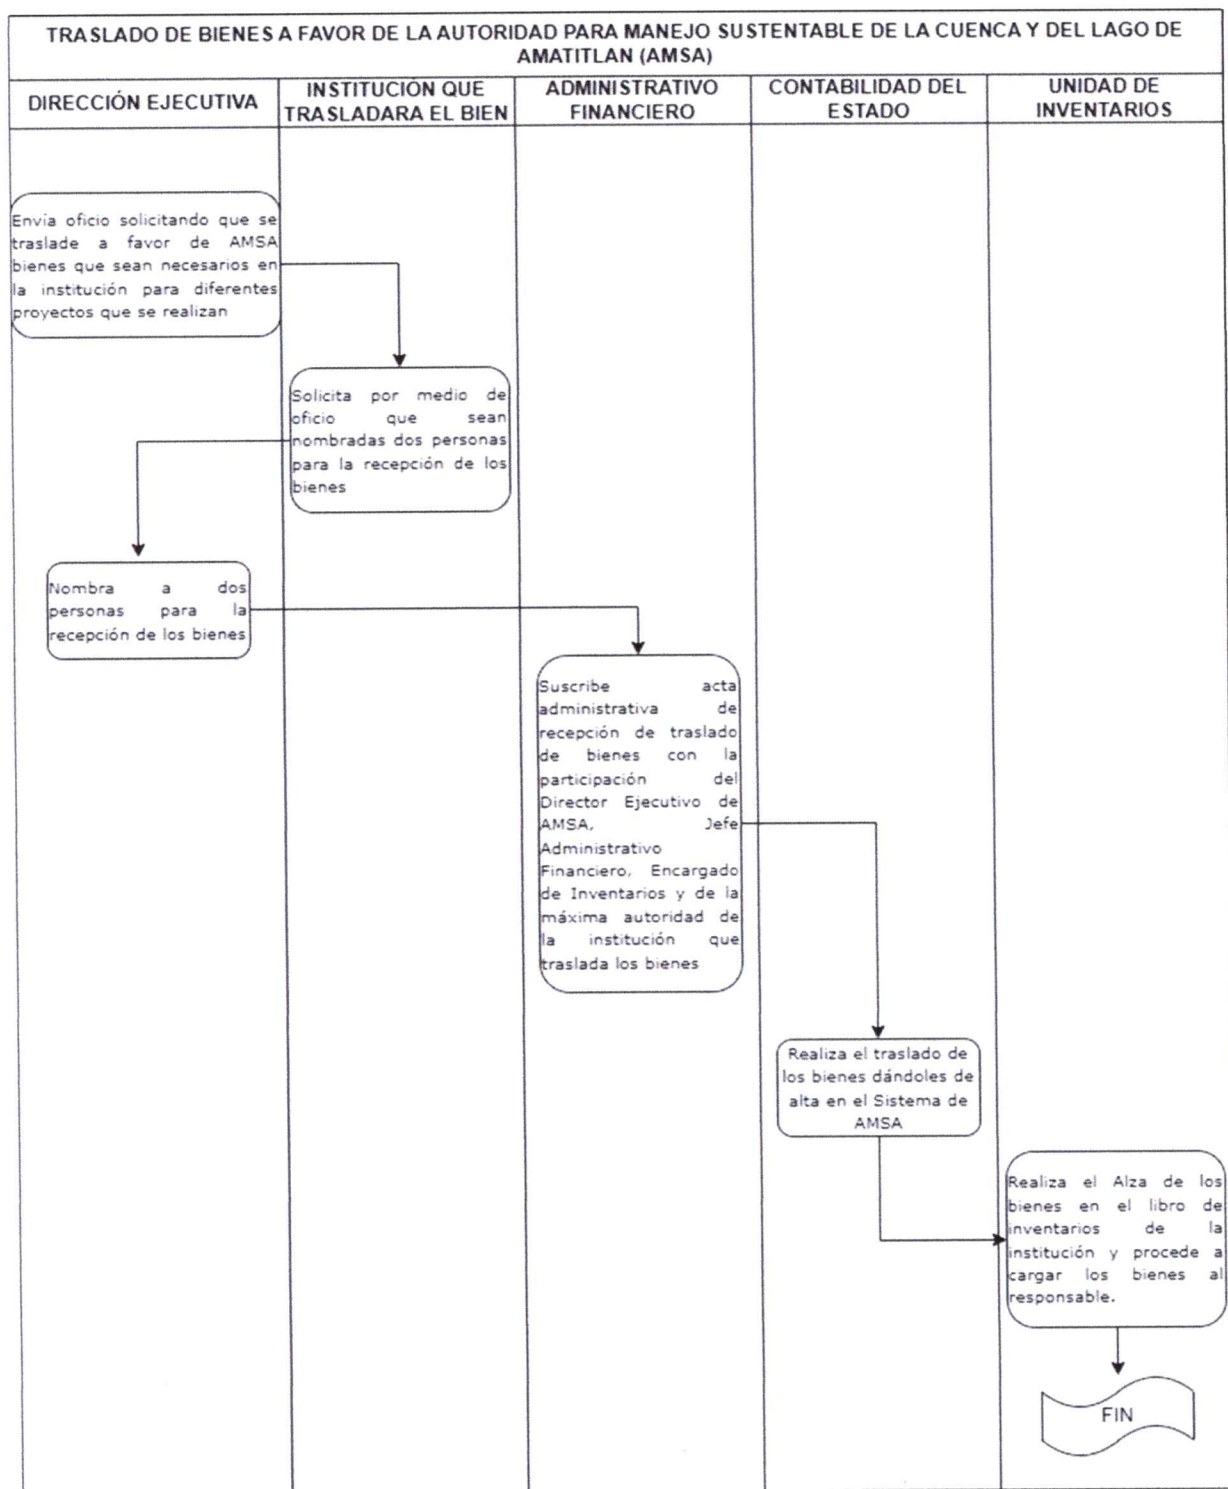 TRASLADO DE BIENES A FAVOR DE LA AUTORIDAD PARA MANEJO SUSTENTABLE DE LA CUENCA Y DEL LAGO DE
AMATITLAN (AMSA)
DIRECCIÓN EJECUTIVA
INSTITUCIÓN QUE
TRASLADARA EL BIEN
ADMINISTRATIVO
FINANCIERO
CONTABILIDAD DEL
ESTADO
UNIDAD DE
INVENTARIOS
Envía oficio solicitando que se
traslade a favor de AMSA
bienes que sean necesarios en
la institución para diferentes
proyectos que se realizan
Solicita por medio de
oficio que sean
nombradas dos personas
para la recepción de los
bienes
Nombra a dos
personas para la
recepción de los bienes
Suscribe acta
administrativa de
recepción de traslado
de bienes con la
participación del
Director Ejecutivo de
AMSA, Jefe
Administrativo
Financiero, Encargado
de Inventarios y de la
máxima autoridad de
la institución que
traslada los bienes
Realiza el traslado de
los bienes dándoles de
alta en el Sistema de
AMSA
Realiza el Alza de los
bienes en el libro de
inventarios de la
institución y procede a
cargar los bienes al
responsable.
FIN